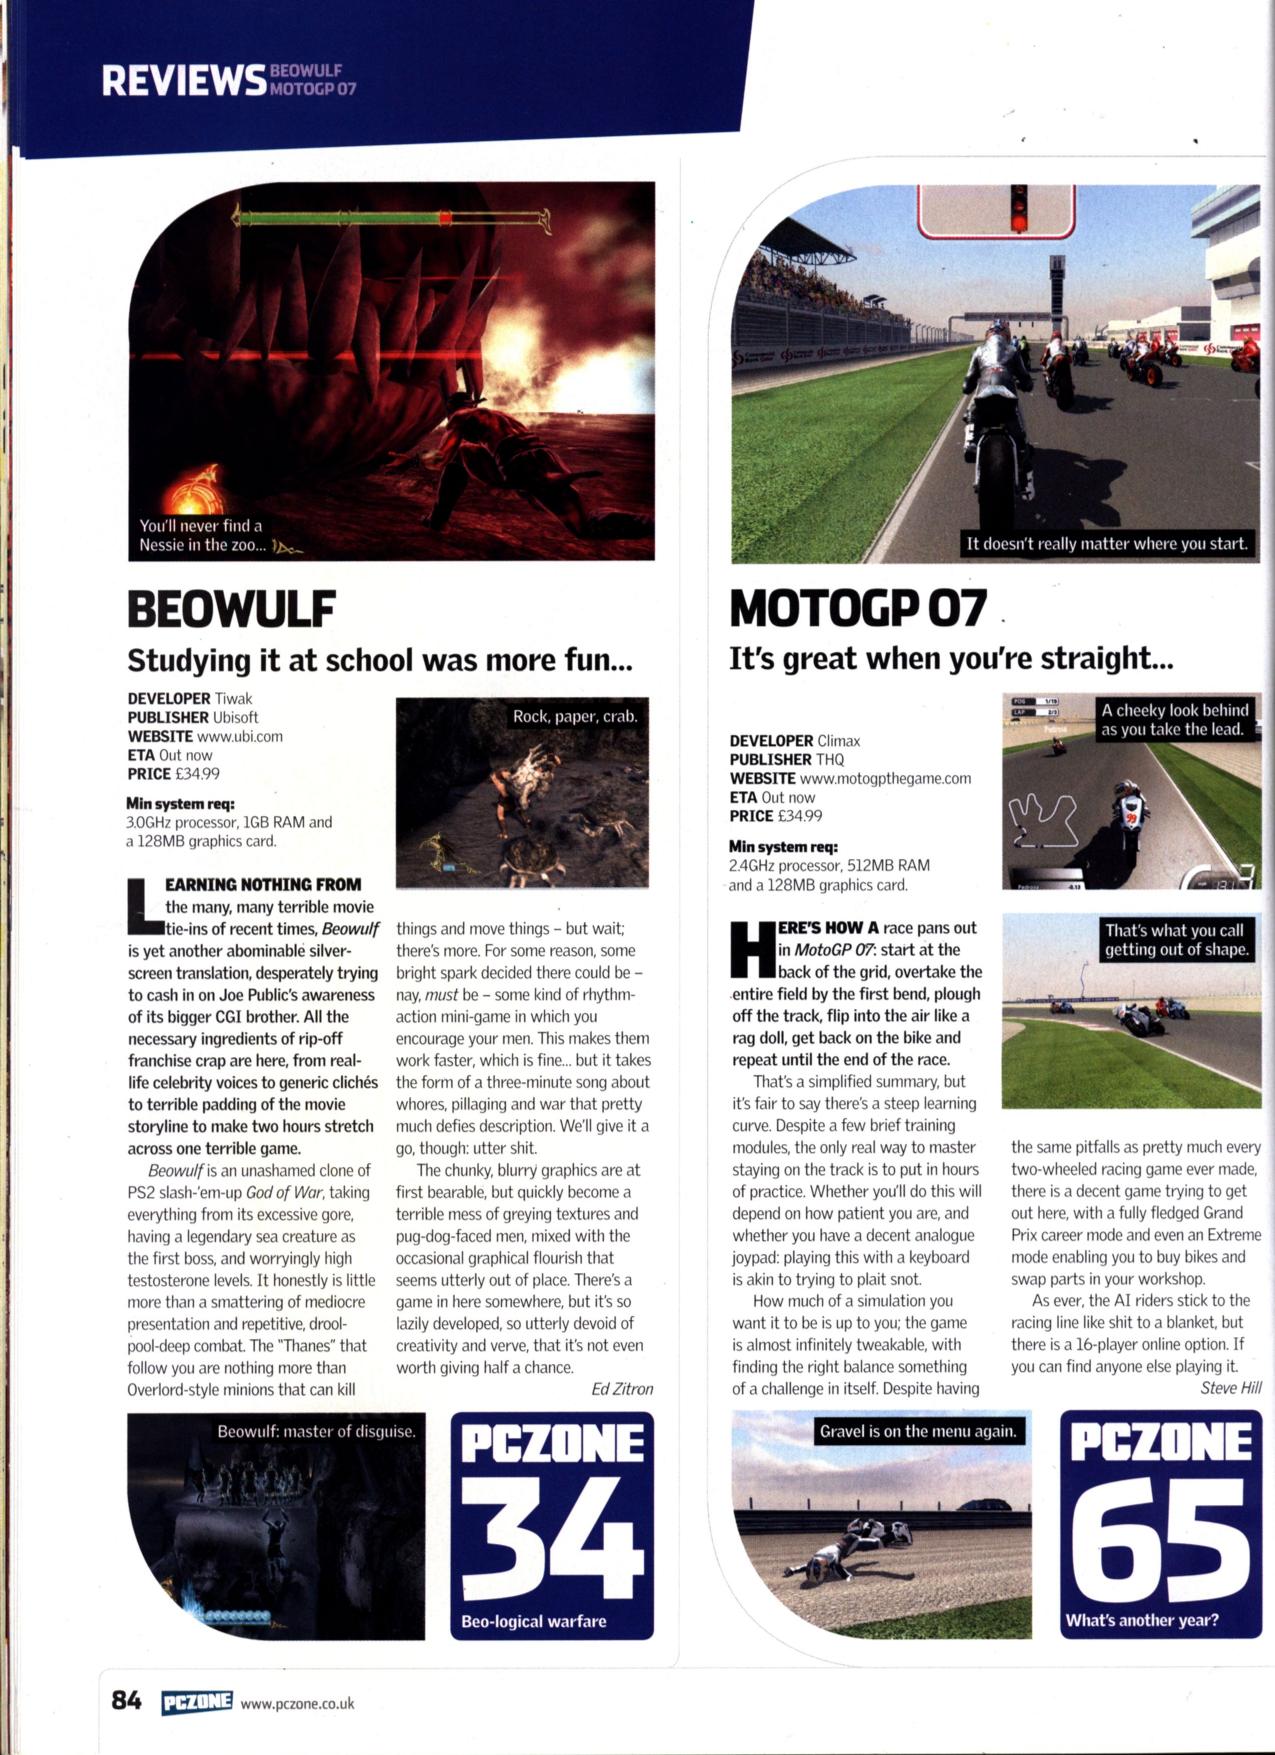 REVIEWS BEOWULF
MOTOGP 07
You'll never find a
Nessie in the zoo...
BEOWULF
Studying it at school was more fun...
DEVELOPER Tiwak
PUBLISHER Ubisoft
WEBSITE www.ubi.com
ETA Out now
PRICE £34.99
Min system req:
3.0GHz processor, 1GB RAM and
a 128MB graphics card.
Rock, paper, crab.
LEARNING NOTHING FROM
the many, many terrible movie
tie-ins of recent times, Beowulf
is yet another abominable silver-
screen translation, desperately trying
to cash in on Joe Public's awareness
of its bigger CGI brother. All the
necessary ingredients of rip-off
franchise crap are here, from real-
life celebrity voices to generic clichés
to terrible padding of the movie
storyline to make two hours stretch
across one terrible game.
Beowulf is an unashamed clone of
PS2 slash-'em-up God of War, taking
everything from its excessive gore,
having a legendary sea creature as
the first boss, and worryingly high
testosterone levels. It honestly is little
more than a smattering of mediocre
presentation and repetitive, drool-
pool-deep combat. The "Thanes" that
follow you are nothing more than
Overlord-style minions that can kill
things and move things – but wait;
there's more. For some reason, some
bright spark decided there could be –
nay, must be – some kind of rhythm-
action mini-game in which you
encourage your men. This makes them
work faster, which is fine... but it takes
the form of a three-minute song about
whores, pillaging and war that pretty
much defies description. We'll give it a
go, though: utter shit.
The chunky, blurry graphics are at
first bearable, but quickly become a
terrible mess of greying textures and
pug-dog-faced men, mixed with the
occasional graphical flourish that
seems utterly out of place. There's a
game in here somewhere, but it's so
lazily developed, so utterly devoid of
creativity and verve, that it's not even
worth giving half a chance.
Ed Zitron
Beowulf: master of disguise.
PCZONE
34
Beo-logical warfare
It doesn't really matter where you start.
MOTOGP 07
It's great when you're straight...
DEVELOPER Climax
PUBLISHER THQ
WEBSITE www.motogpthegame.com
ETA Out now
PRICE £34.99
Min system req:
2.4GHz processor, 512MB RAM
and a 128MB graphics card.
POS 1/19
LAP 2/2
Pedrosa
99
Pedrosa
A cheeky look behind
as you take the lead.
That's what you call
getting out of shape.
HERE'S HOW A race pans out
in MotoGP 07: start at the
back of the grid, overtake the
entire field by the first bend, plough
off the track, flip into the air like a
rag doll, get back on the bike and
repeat until the end of the race.
That's a simplified summary, but
it's fair to say there's a steep learning
curve. Despite a few brief training
modules, the only real way to master
staying on the track is to put in hours
of practice. Whether you'll do this will
depend on how patient you are, and
whether you have a decent analogue
joypad: playing this with a keyboard
is akin to trying to plait snot.
How much of a simulation you
want it to be is up to you; the game
is almost infinitely tweakable, with
finding the right balance something
of a challenge in itself. Despite having
the same pitfalls as pretty much every
two-wheeled racing game ever made,
there is a decent game trying to get
out here, with a fully fledged Grand
Prix career mode and even an Extreme
mode enabling you to buy bikes and
swap parts in your workshop.
As ever, the AI riders stick to the
racing line like shit to a blanket, but
there is a 16-player online option. If
you can find anyone else playing it.
Steve Hill
Gravel is on the menu again.
PCZONE
65
What's another year?
84 PCZONE www.pczone.co.uk